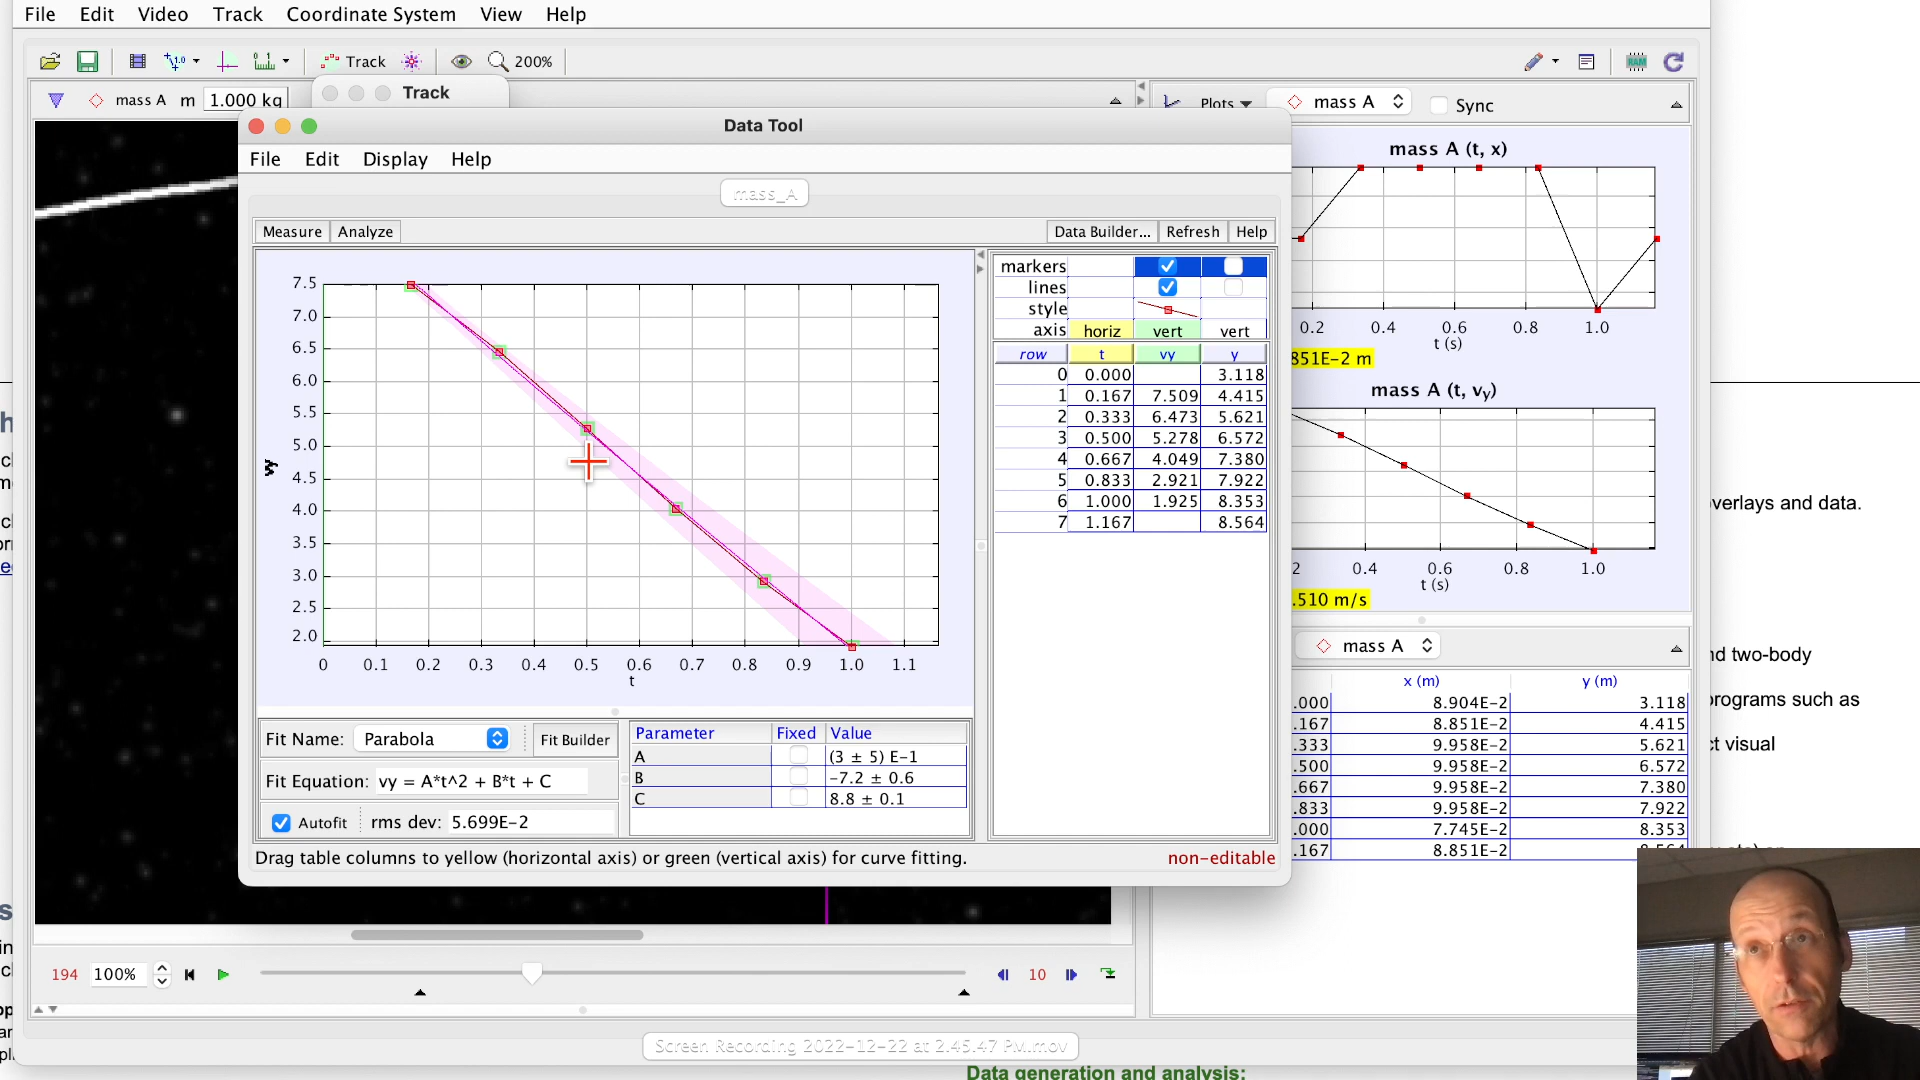 File Edit Video Track Coordinate System View Help
Track 200%
mass A m 1.000 kg
Track
Plots mass A Sync
Data Tool
File Edit Display Help
mass_A
Measure Analyze Data Builder... Refresh Help
7.5
7.0
6.5
6.0
5.5
5.0
4.5
4.0
3.5
3.0
2.5
2.0
vy
0 0.1 0.2 0.3 0.4 0.5 0.6 0.7 0.8 0.9 1.0 1.1
t
markers
lines
style
axis horiz vert vert
row t vy y
0 0.000 3.118
1 0.167 7.509 4.415
2 0.333 6.473 5.621
3 0.500 5.278 6.572
4 0.667 4.049 7.380
5 0.833 2.921 7.922
6 1.000 1.925 8.353
7 1.167 8.564
Fit Name: Parabola Fit Builder
Fit Equation: vy = A*t^2 + B*t + C
Autofit rms dev: 5.699E-2
Parameter Fixed Value
A (3 ± 5) E-1
B -7.2 ± 0.6
C 8.8 ± 0.1
Drag table columns to yellow (horizontal axis) or green (vertical axis) for curve fitting. non-editable
mass A (t, x)
0.2 0.4 0.6 0.8 1.0
t (s)
851E-2 m
mass A (t, vy)
2 0.4 0.6 0.8 1.0
t (s)
.510 m/s
mass A
x (m) y (m)
.000 8.904E-2 3.118
.167 8.851E-2 4.415
.333 9.958E-2 5.621
.500 9.958E-2 6.572
.667 9.958E-2 7.380
.833 9.958E-2 7.922
.000 7.745E-2 8.353
.167 8.851E-2
verlays and data.
nd two-body
programs such as
ct visual
194 100% 10
Screen Recording 2022-12-22 at 2.45.47 PM.mov
Data generation and analysis: